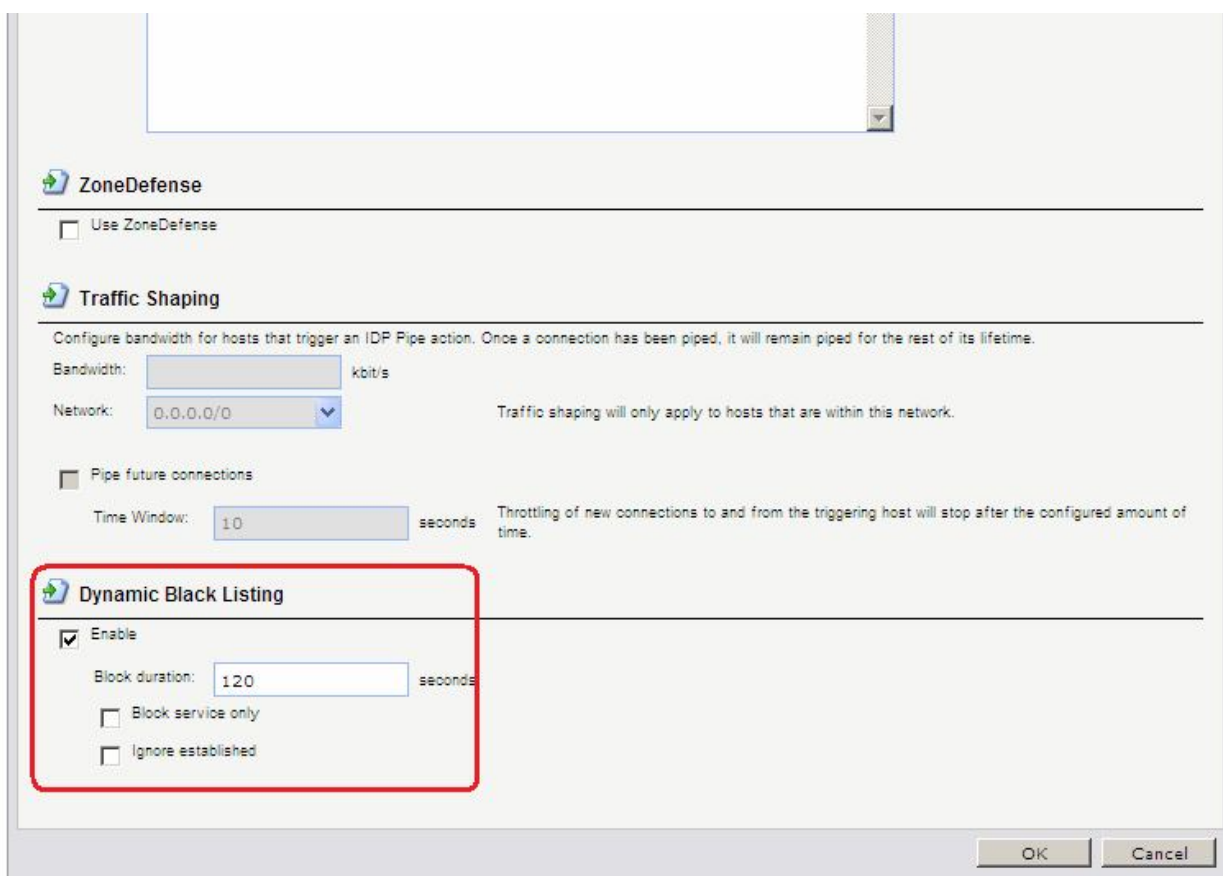 ZoneDefense
Use ZoneDefense
Traffic Shaping
Configure bandwidth for hosts that trigger an IDP Pipe action. Once a connection has been piped, it will remain piped for the rest of its lifetime.
Bandwidth: kbit/s
Network: 0.0.0.0/0 Traffic shaping will only apply to hosts that are within this network.
Pipe future connections
Time Window: 10 seconds Throttling of new connections to and from the triggering host will stop after the configured amount of
time.
Dynamic Black Listing
Enable
Block duration: 120 seconds
Block service only
Ignore established
OK Cancel